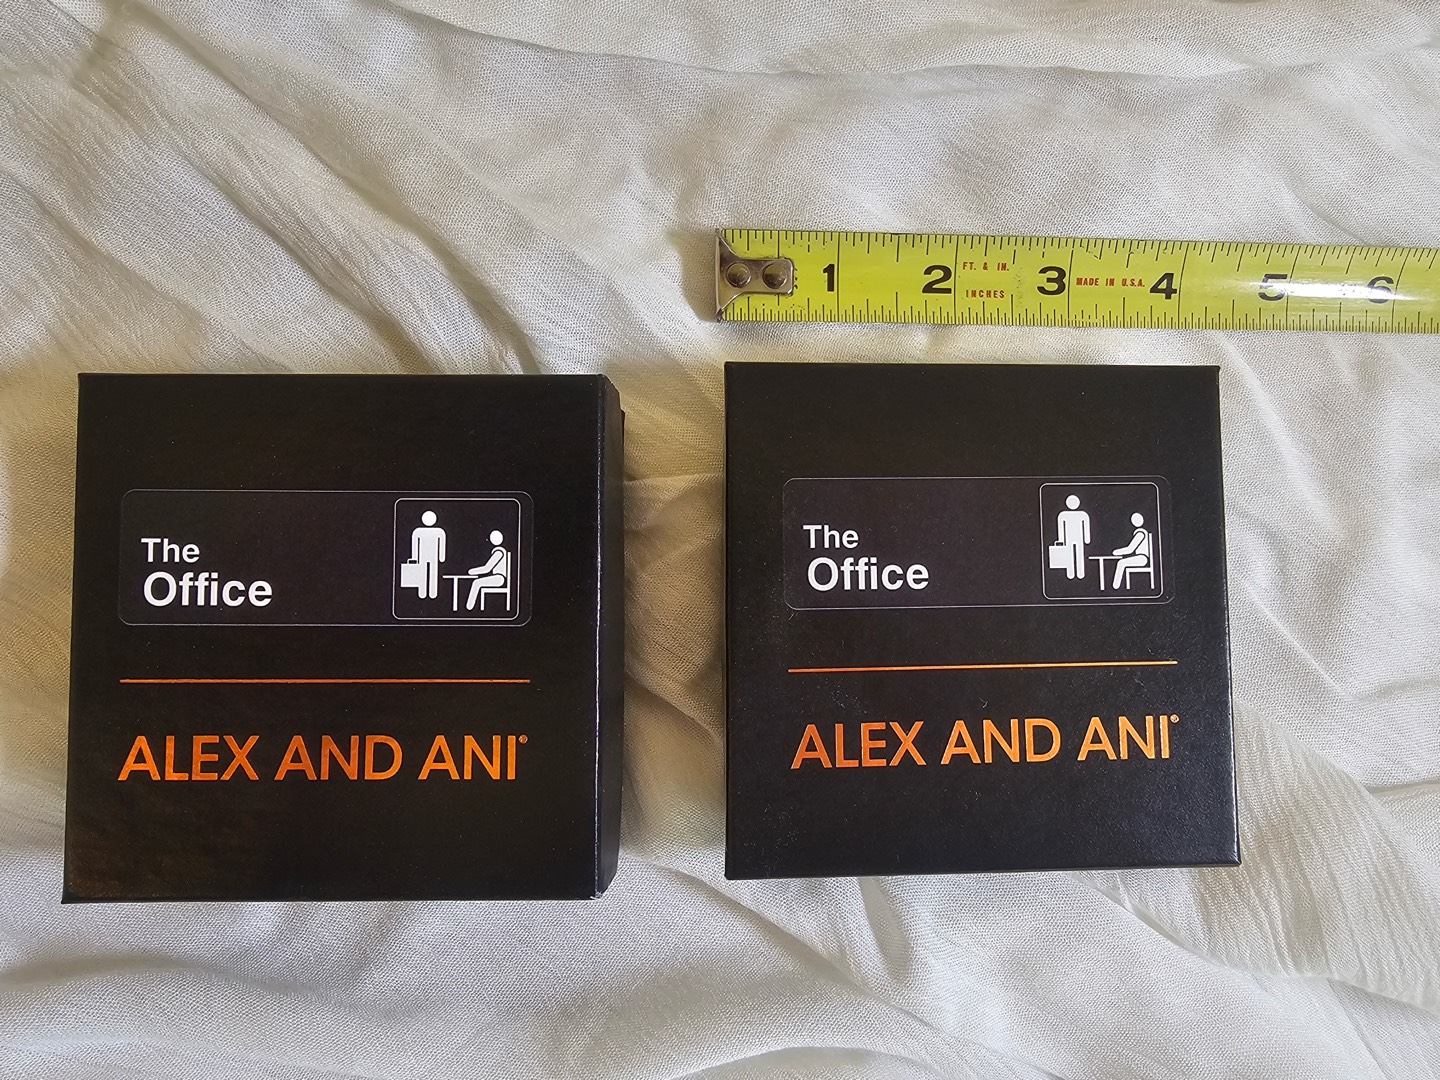 1 2 FT. & IN. INCHES 3 MADE IN U.S.A. 4 5 6
The
Office
ALEX AND ANI®
The
Office
ALEX AND ANI®